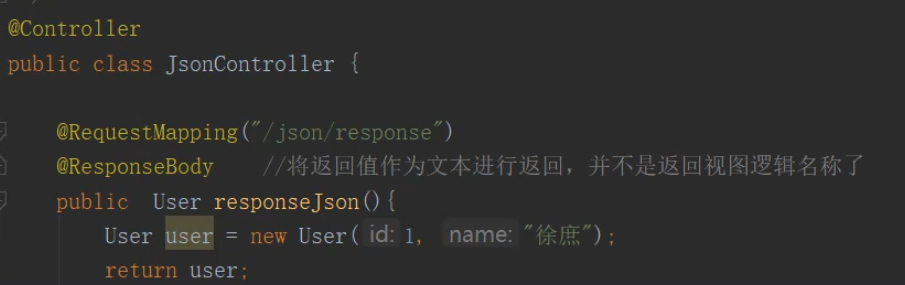 @Controller
public class JsonController {
@RequestMapping("/json/response")
@ResponseBody //将返回值作为文本进行返回，并不是返回视图逻辑名称了
public User responseJson(){
User user = new User( id: 1, name: "徐庶");
return user;